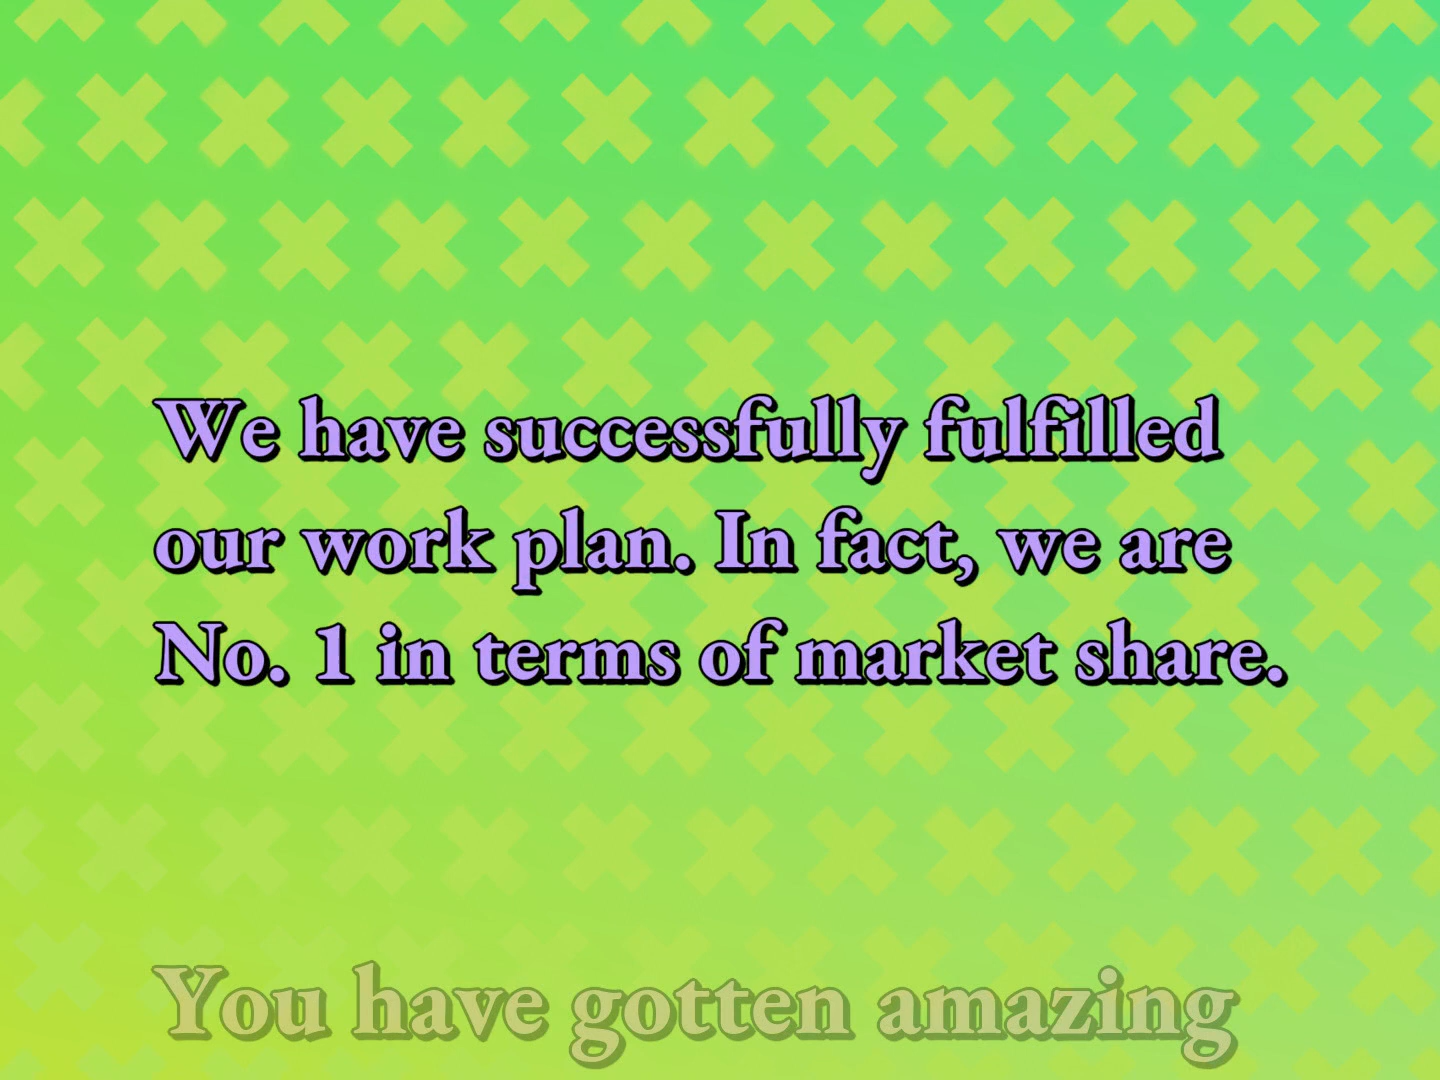 We have successfully fulfilled
our work plan. In fact, we are
No. 1 in terms of market share.
You have gotten amazing